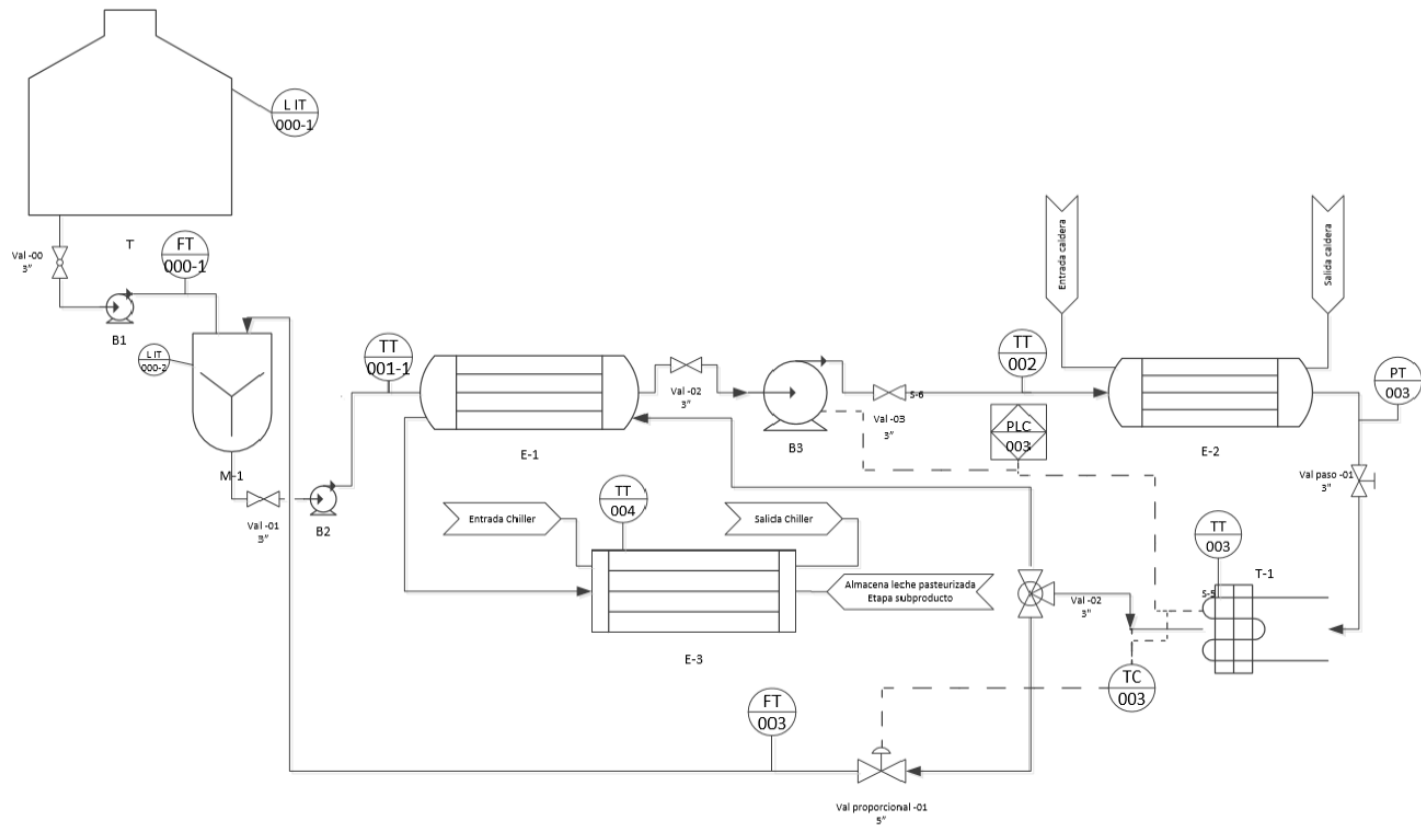 L IT
000-1
T
FT
000-1
Val -00
3"
B1
L IT
000-2
M-1
Val -01
3"
B2
TT
001-1
E-1
Val -02
3"
B3
Val -03
3"
S-6
TT
002
PLC
003
Entrada caldera
Salida caldera
E-2
PT
003
Val paso -01
3"
TT
003
T-1
S-5
Entrada Chiller
TT
004
Salida Chiller
Almacena leche pasteurizada
Etapa subproducto
E-3
Val -02
3"
TC
003
FT
003
Val proporcional -01
5"